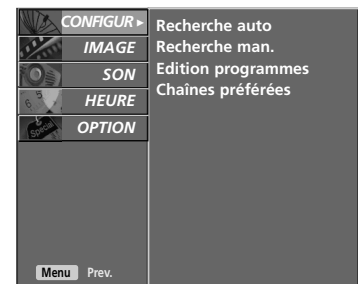 CONFIGUR ▸
IMAGE
SON
HEURE
OPTION
Recherche auto
Recherche man.
Edition programmes
Chaînes préférées
Menu Prev.